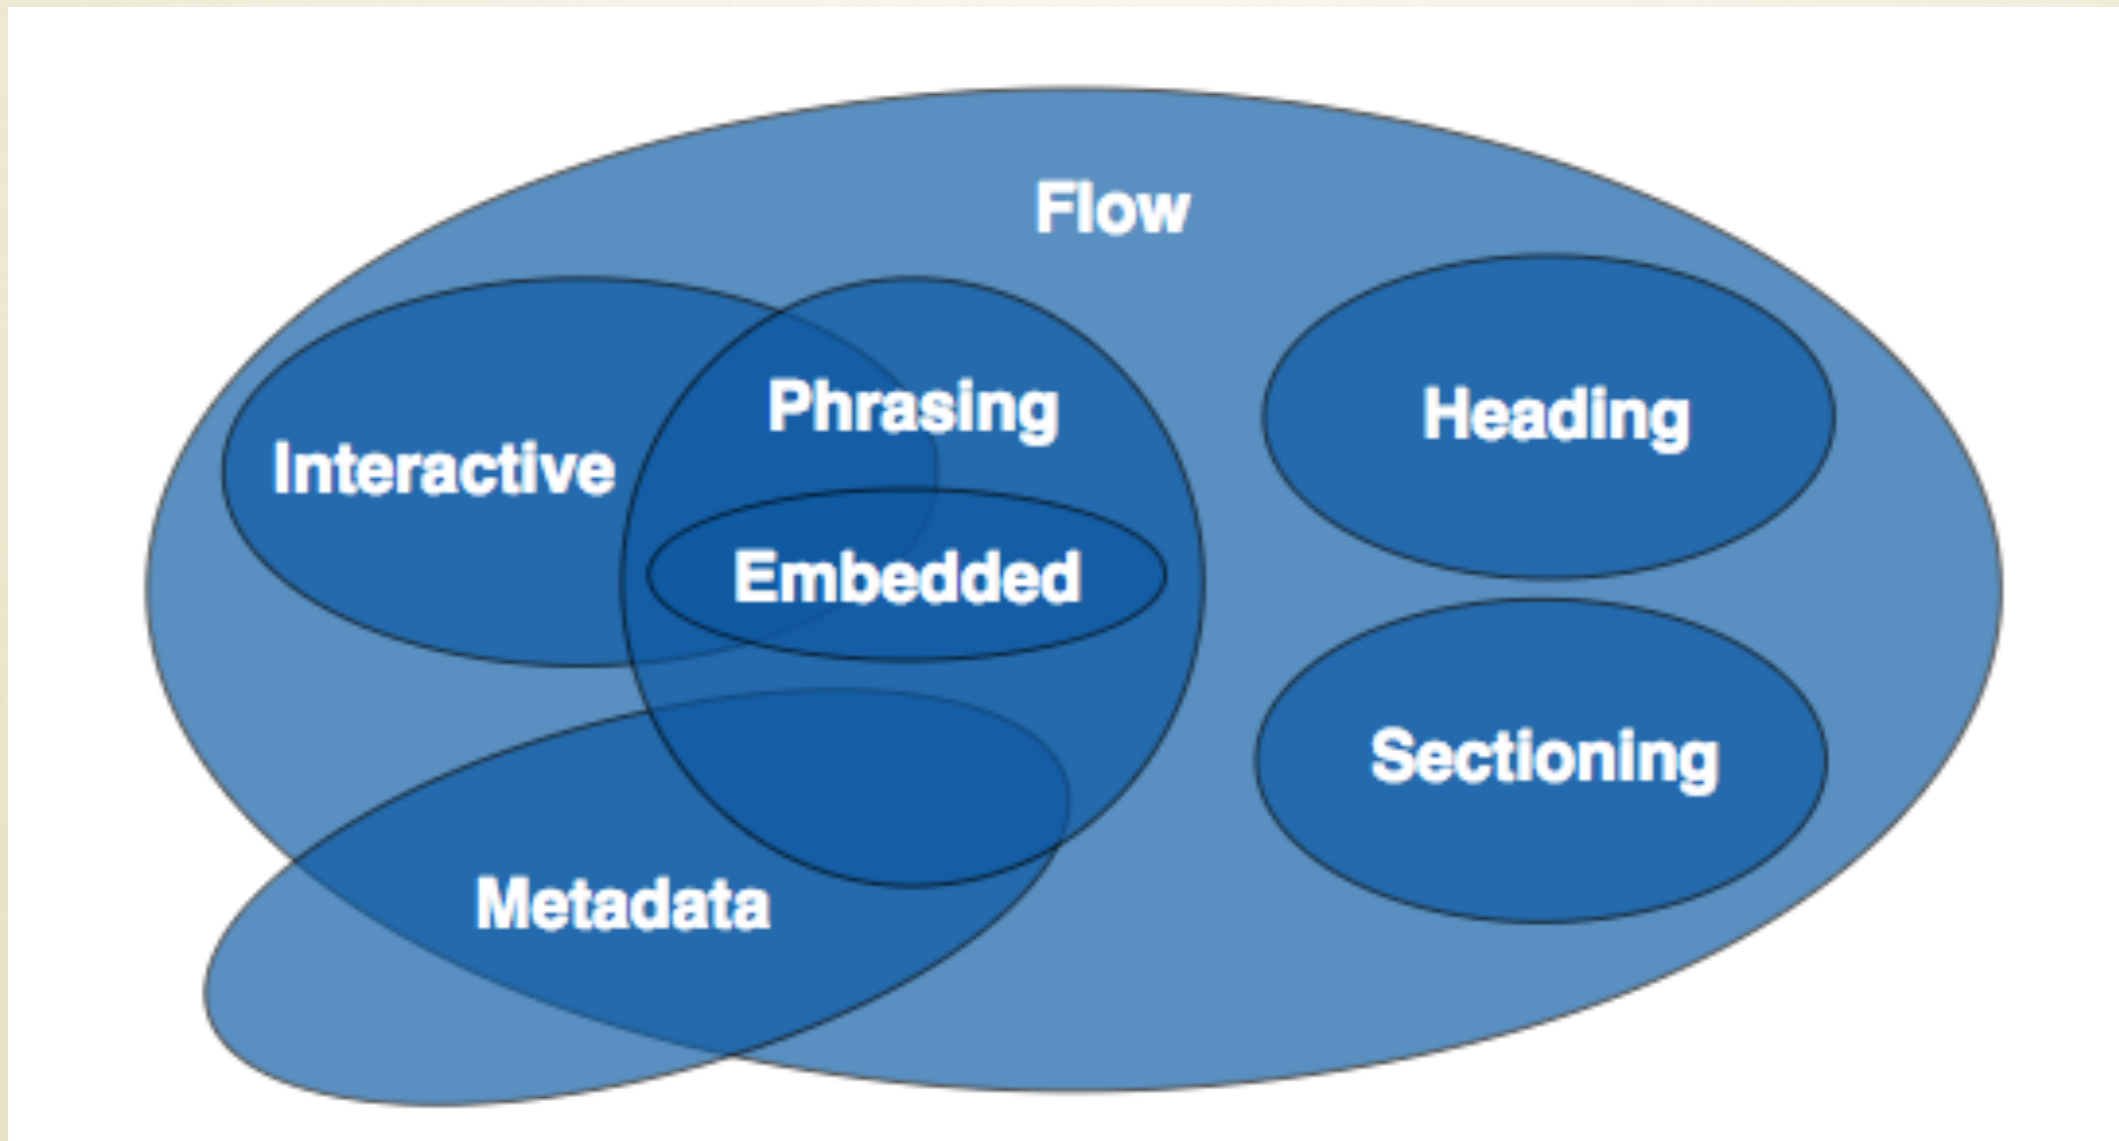 Flow
Phrasing
Heading
Interactive
Embedded
Sectioning
Metadata